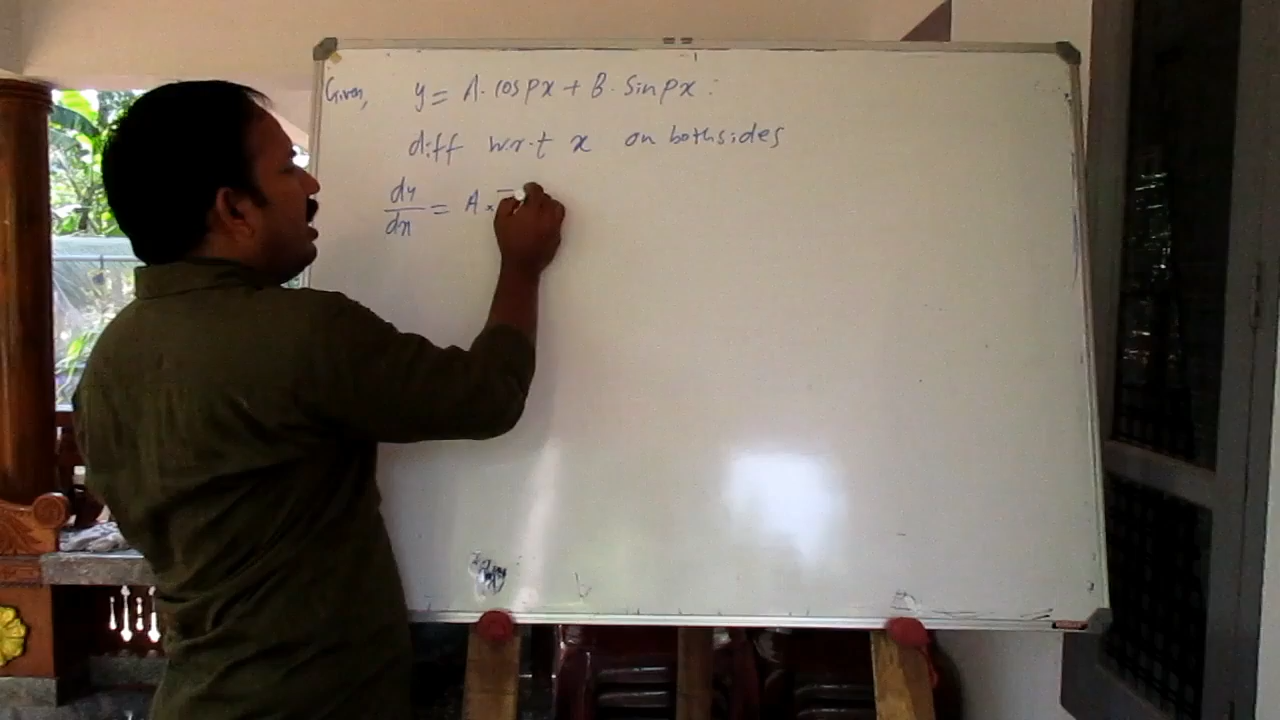 Given, y = A. cos px + B. sin px :
diff w.r.t x on bothsides
dy/dx = A × –